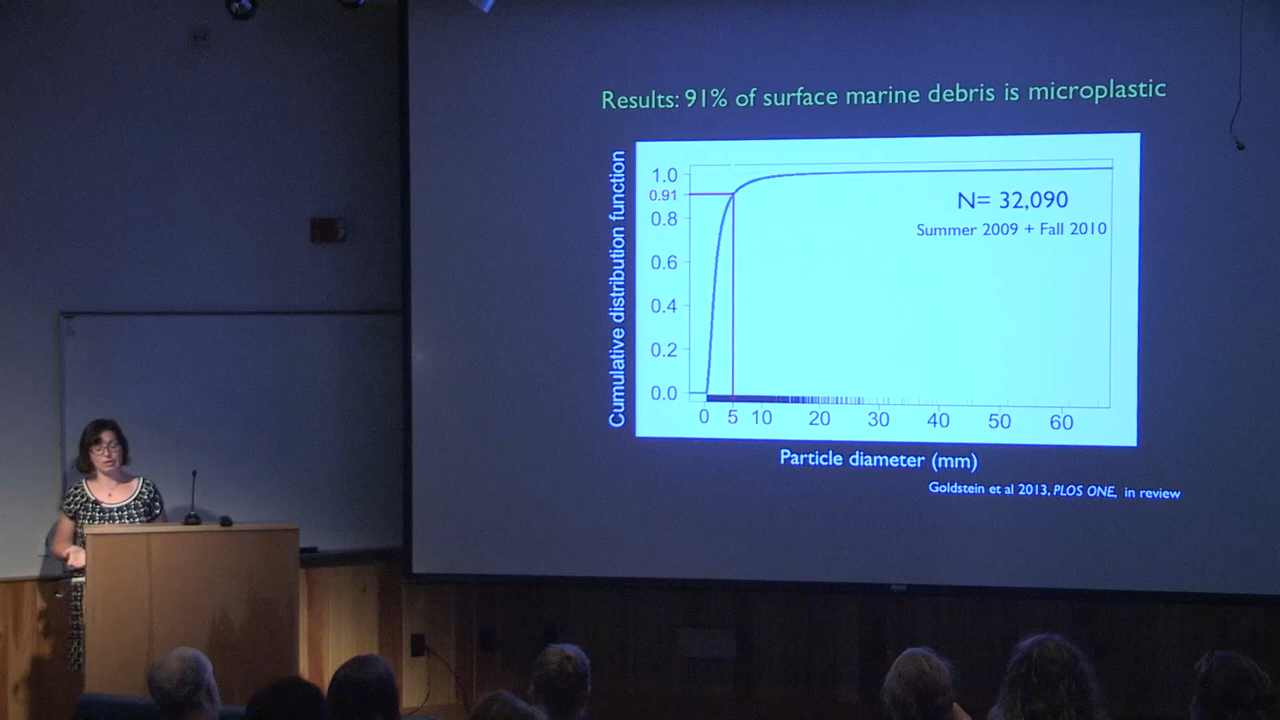 Results: 91% of surface marine debris is microplastic
Cumulative distribution function
1.0
0.91
0.8
0.6
0.4
0.2
0.0
N= 32,090
Summer 2009 + Fall 2010
0 5 10 20 30 40 50 60
Particle diameter (mm)
Goldstein et al 2013, PLOS ONE, in review